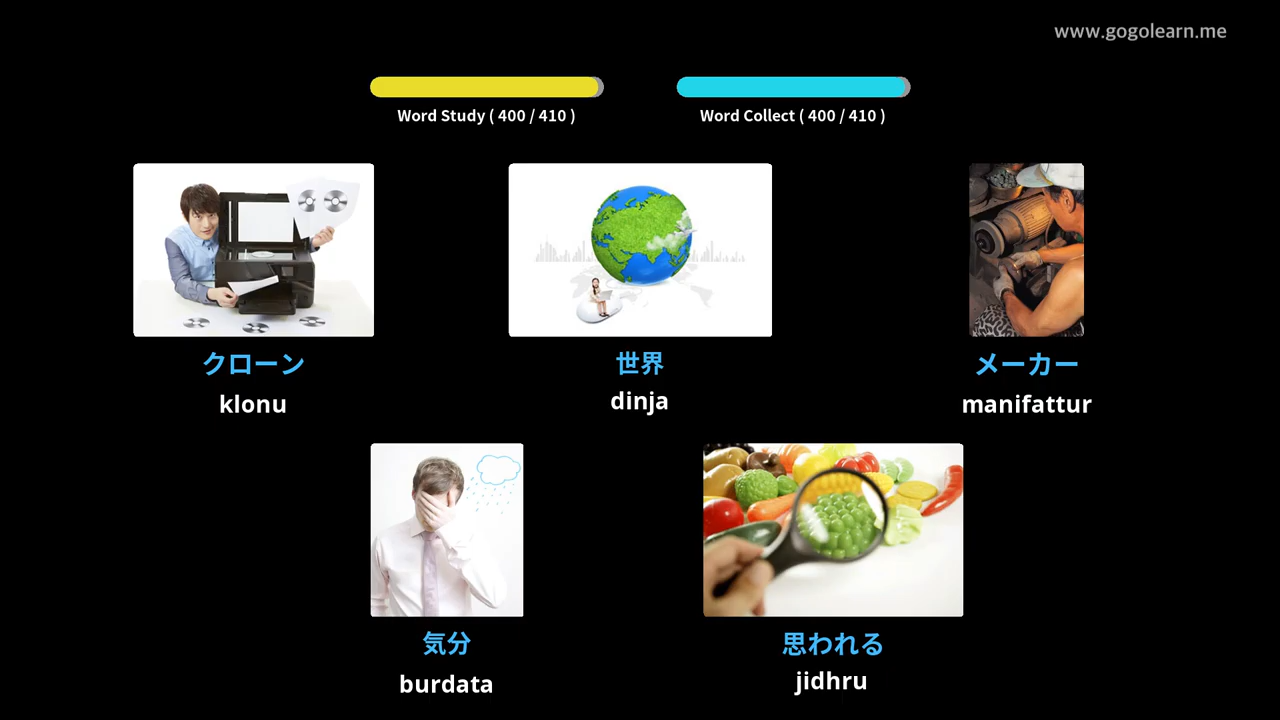 www.gogolearn.me
Word Study ( 400 / 410 )
Word Collect ( 400 / 410 )
クローン
klonu
世界
dinja
メーカー
manifattur
気分
burdata
思われる
jidhru